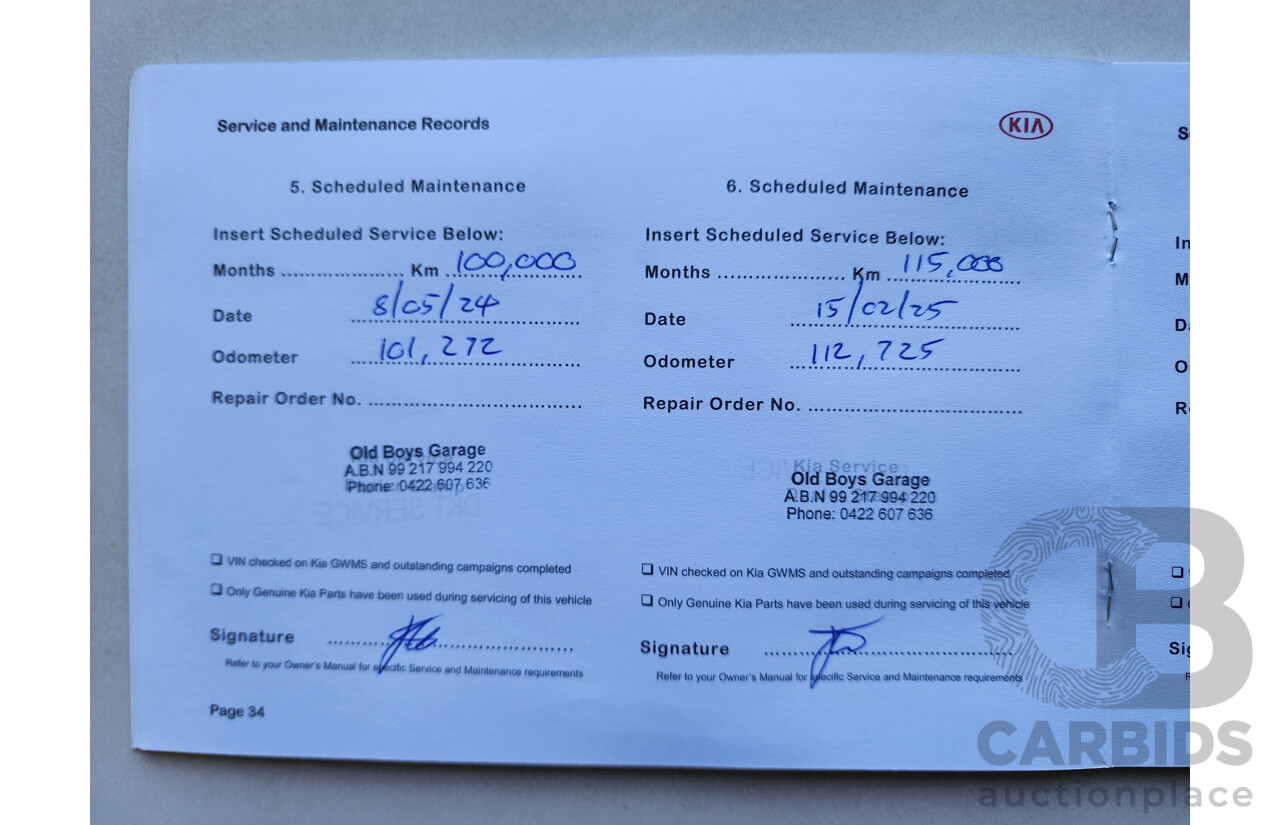 Service and Maintenance Records
KIA
5. Scheduled Maintenance
Insert Scheduled Service Below:
Months .................... Km 100,000
Date 8/05/24
Odometer 101,272
Repair Order No. ....................................
Old Boys Garage
A.B.N 99 217 994 220
Phone: 0422 607 636
❏ VIN checked on Kia GWMS and outstanding campaigns completed
❏ Only Genuine Kia Parts have been used during servicing of this vehicle
Signature
Refer to your Owner's Manual for specific Service and Maintenance requirements
Page 34
6. Scheduled Maintenance
Insert Scheduled Service Below:
Months ..................... Km 115,000
Date 15/02/25
Odometer 112,725
Repair Order No. ....................................
Kia Service
Old Boys Garage
A.B.N 99 217 994 220
Phone: 0422 607 636
❏ VIN checked on Kia GWMS and outstanding campaigns completed
❏ Only Genuine Kia Parts have been used during servicing of this vehicle
Signature
Refer to your Owner's Manual for specific Service and Maintenance requirements
CARBIDS
auctionplace